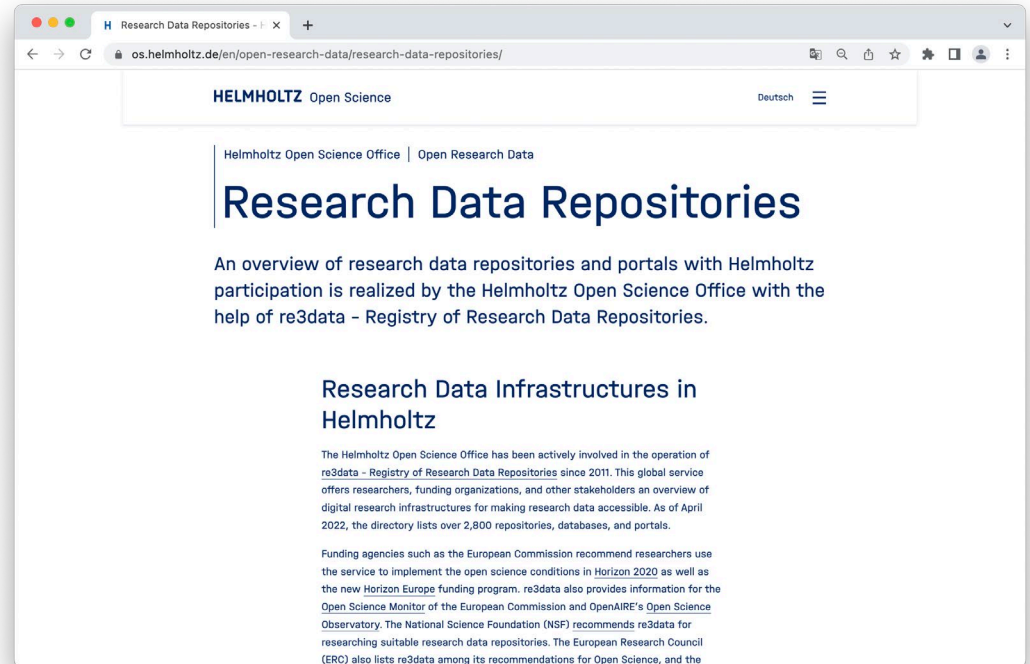 H Research Data Repositories - H
os.helmholtz.de/en/open-research-data/research-data-repositories/
HELMHOLTZ Open Science
Deutsch
Helmholtz Open Science Office | Open Research Data
Research Data Repositories
An overview of research data repositories and portals with Helmholtz
participation is realized by the Helmholtz Open Science Office with the
help of re3data – Registry of Research Data Repositories.
Research Data Infrastructures in
Helmholtz
The Helmholtz Open Science Office has been actively involved in the operation of
re3data – Registry of Research Data Repositories since 2011. This global service
offers researchers, funding organizations, and other stakeholders an overview of
digital research infrastructures for making research data accessible. As of April
2022, the directory lists over 2,800 repositories, databases, and portals.
Funding agencies such as the European Commission recommend researchers use
the service to implement the open science conditions in Horizon 2020 as well as
the new Horizon Europe funding program. re3data also provides information for the
Open Science Monitor of the European Commission and OpenAIRE's Open Science
Observatory. The National Science Foundation (NSF) recommends re3data for
researching suitable research data repositories. The European Research Council
(ERC) also lists re3data among its recommendations for Open Science, and the